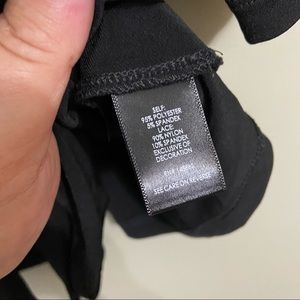 SELF:
95% POLYESTER
5% SPANDEX
LACE:
90% NYLON
10% SPANDEX
EXCLUSIVE OF
DECORATION
SEE CARE ON REVERSE